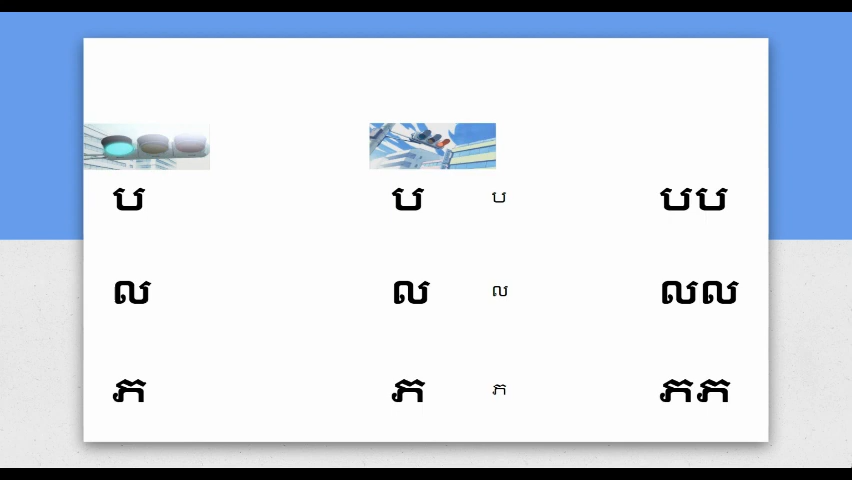 ប ប ប បប
ល ល ល លល
ភ ភ ភ ភភ